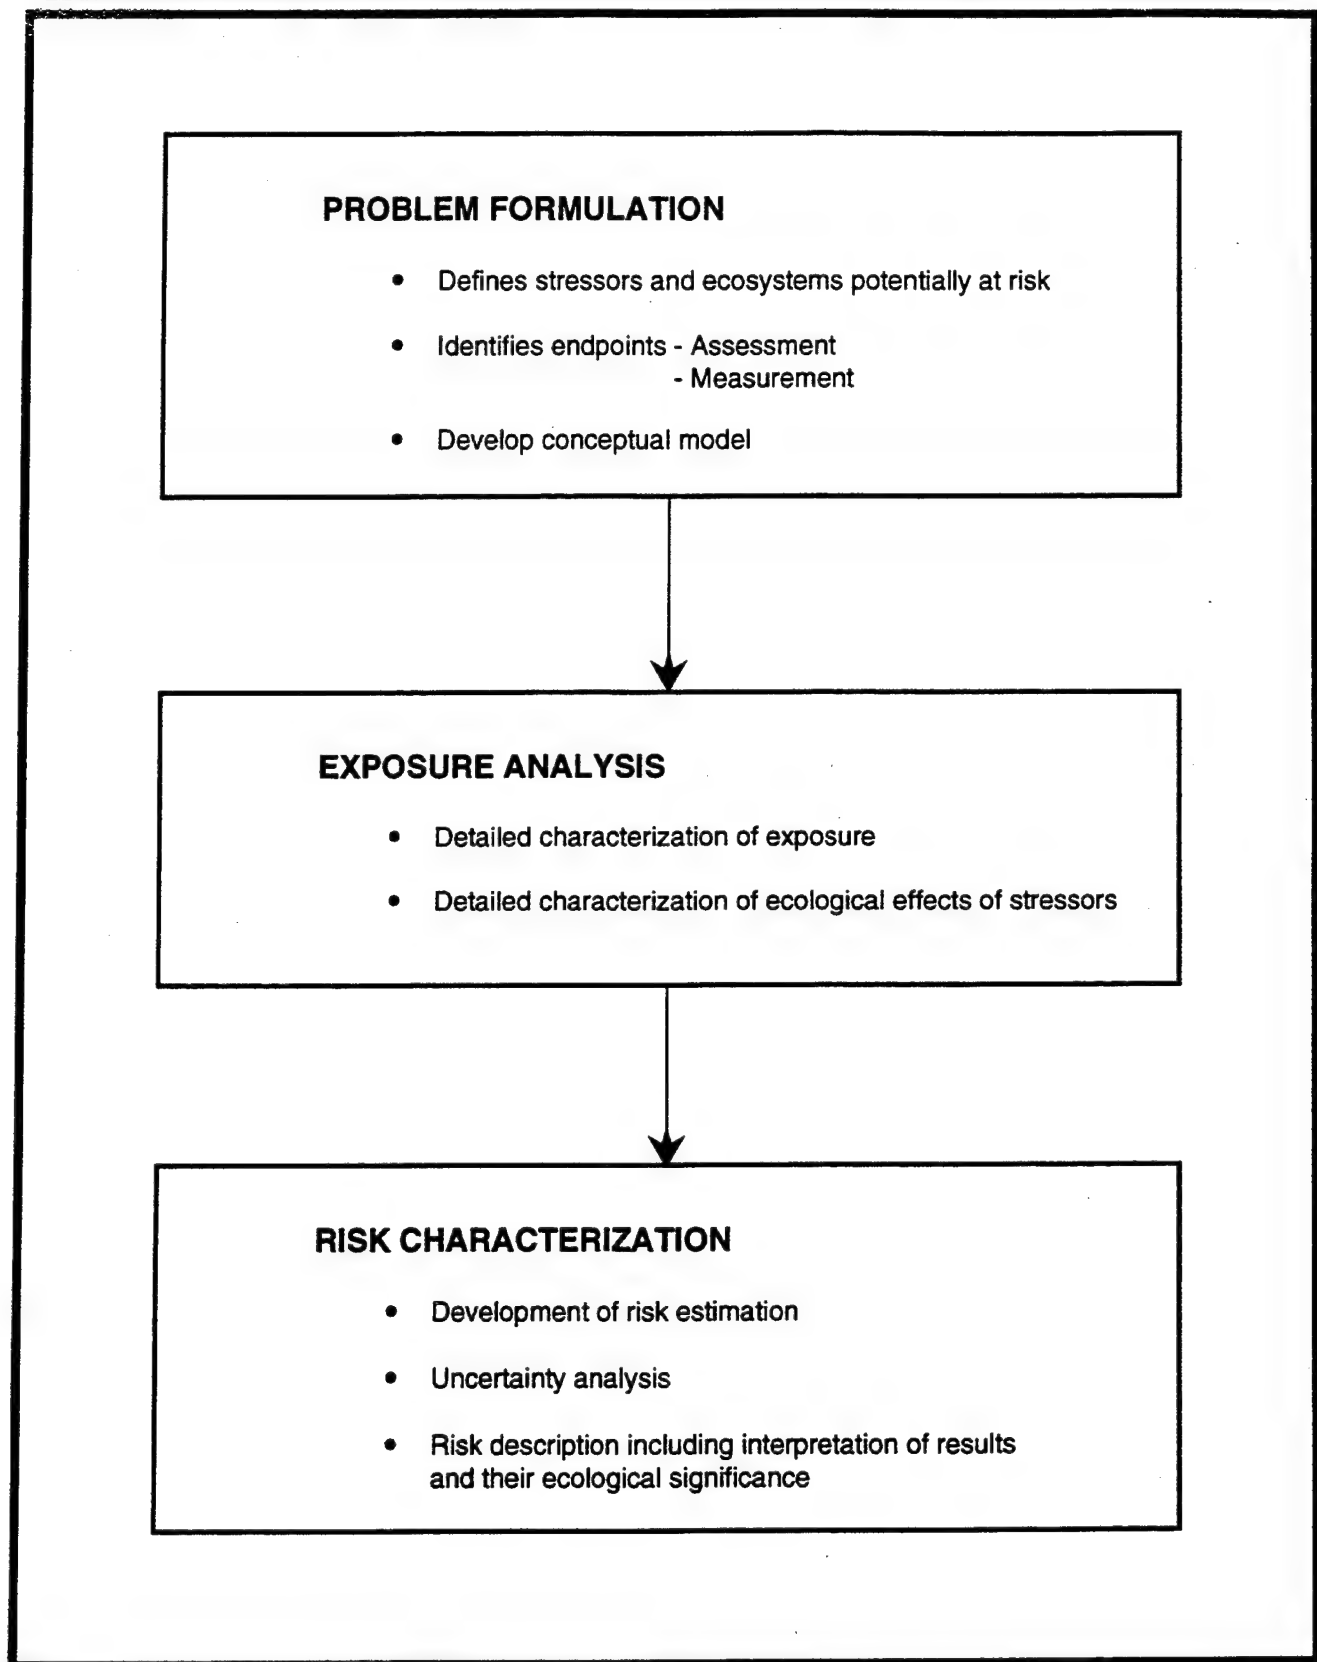 PROBLEM FORMULATION
• Defines stressors and ecosystems potentially at risk
• Identifies endpoints - Assessment
- Measurement
• Develop conceptual model
EXPOSURE ANALYSIS
• Detailed characterization of exposure
• Detailed characterization of ecological effects of stressors
RISK CHARACTERIZATION
• Development of risk estimation
• Uncertainty analysis
• Risk description including interpretation of results
and their ecological significance